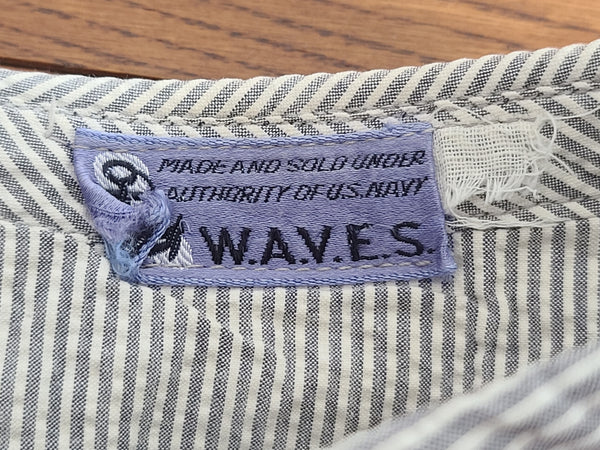 MADE AND SOLD UNDER
AUTHORITY OF U.S. NAVY
W.A.V.E.S.